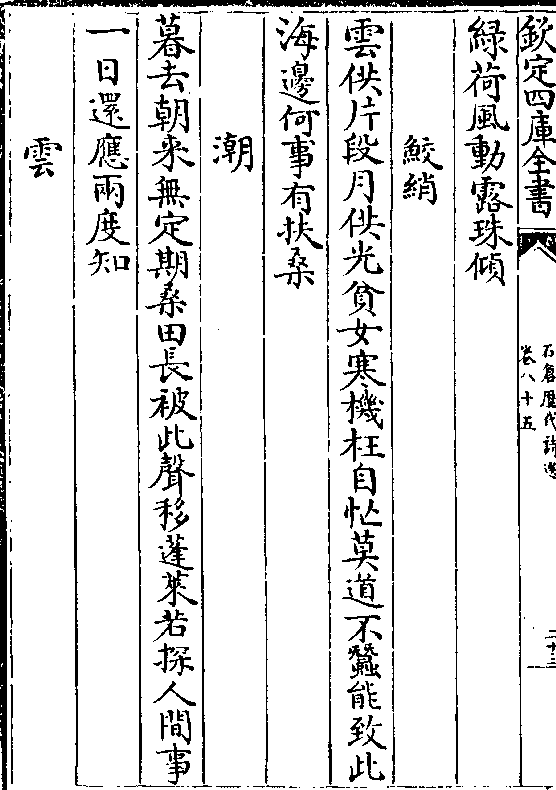 欽定四庫全書
石倉歷代詩選
卷八十五
二十三
綠荷風動露珠傾
鮫綃
雲供片段月供光貧女寒機枉自忙莫道不蠶能致此
海邊何事有扶桑
潮
暮去朝来無定期桑田長被此聲移蓬萊若探人間事
一日還應兩度知
雲